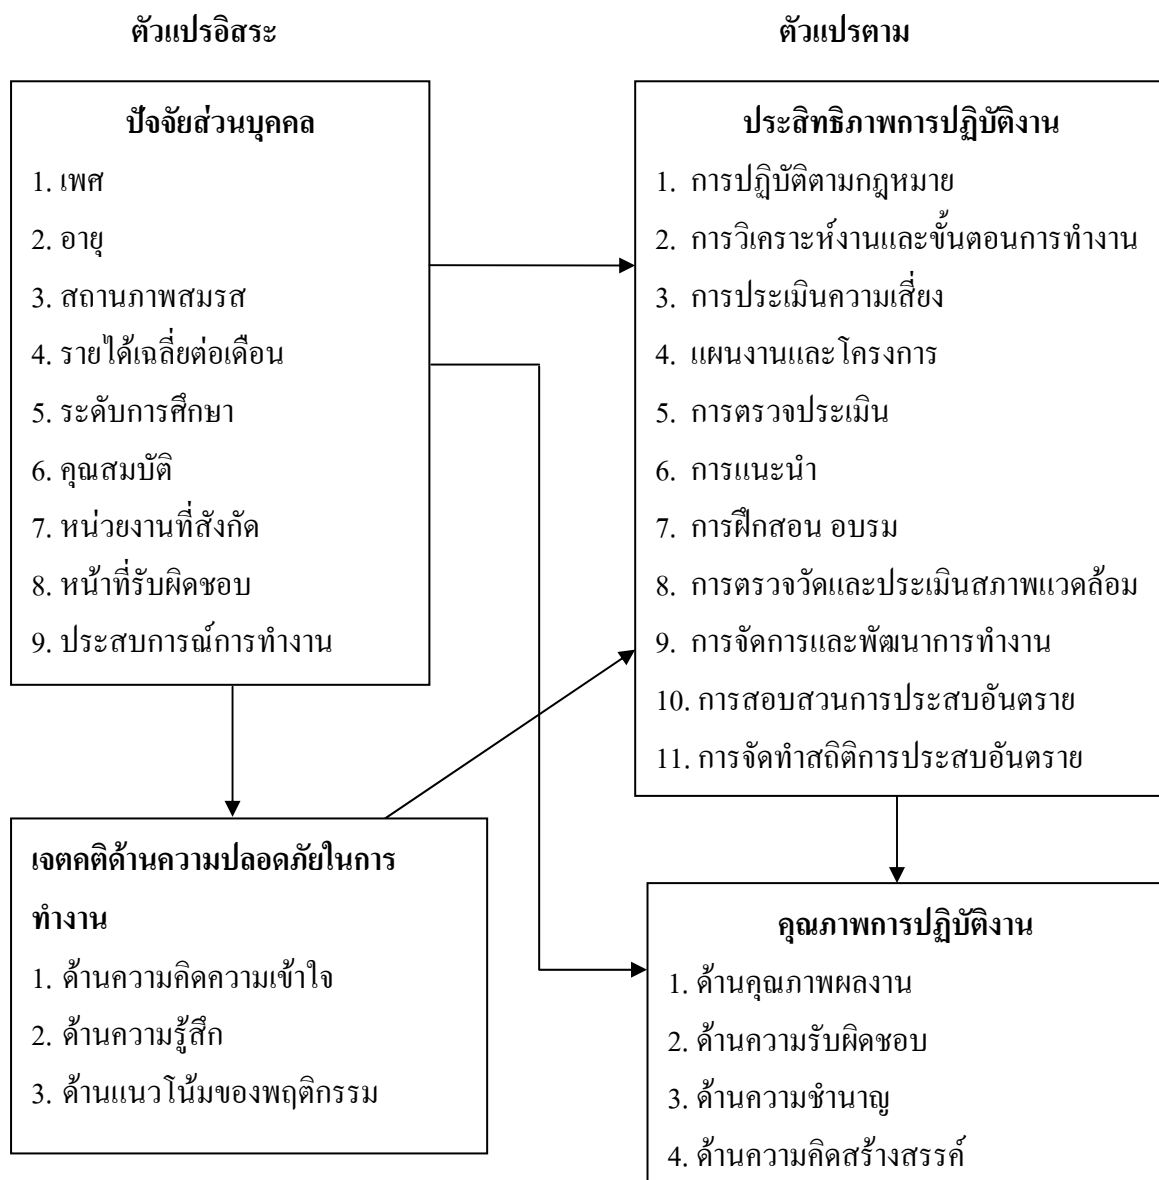 ตัวแปรอิสระ
ตัวแปรตาม
ปัจจัยส่วนบุคคล
1. เพศ
2. อายุ
3. สถานภาพสมรส
4. รายได้เฉลี่ยต่อเดือน
5. ระดับการศึกษา
6. คุณสมบัติ
7. หน่วยงานที่สังกัด
8. หน้าที่รับผิดชอบ
9. ประสบการณ์การทำงาน
ประสิทธิภาพการปฏิบัติงาน
1. การปฏิบัติตามกฎหมาย
2. การวิเคราะห์งานและขั้นตอนการทำงาน
3. การประเมินความเสี่ยง
4. แผนงานและโครงการ
5. การตรวจประเมิน
6. การแนะนำ
7. การฝึกสอน อบรม
8. การตรวจวัดและประเมินสภาพแวดล้อม
9. การจัดการและพัฒนาการทำงาน
10. การสอบสวนการประสบอันตราย
11. การจัดทำสถิติการประสบอันตราย
เจตคติด้านความปลอดภัยในการ
ทำงาน
1. ด้านความคิดความเข้าใจ
2. ด้านความรู้สึก
3. ด้านแนวโน้มของพฤติกรรม
คุณภาพการปฏิบัติงาน
1. ด้านคุณภาพผลงาน
2. ด้านความรับผิดชอบ
3. ด้านความชำนาญ
4. ด้านความคิดสร้างสรรค์